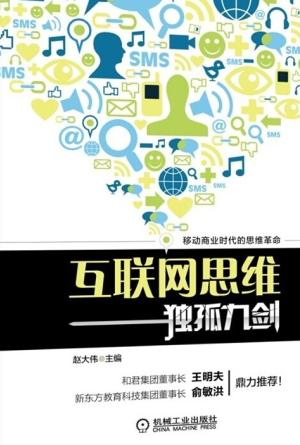 SMS
SMS
SMS
SMS
SMS
移动商业时代的思维革命
互联网思维
——独孤九剑
赵大伟 主编
和君集团董事长 王明夫
新东方教育科技集团董事长 俞敏洪
鼎力推荐！
机械工业出版社
CHINA MACHINE PRESS